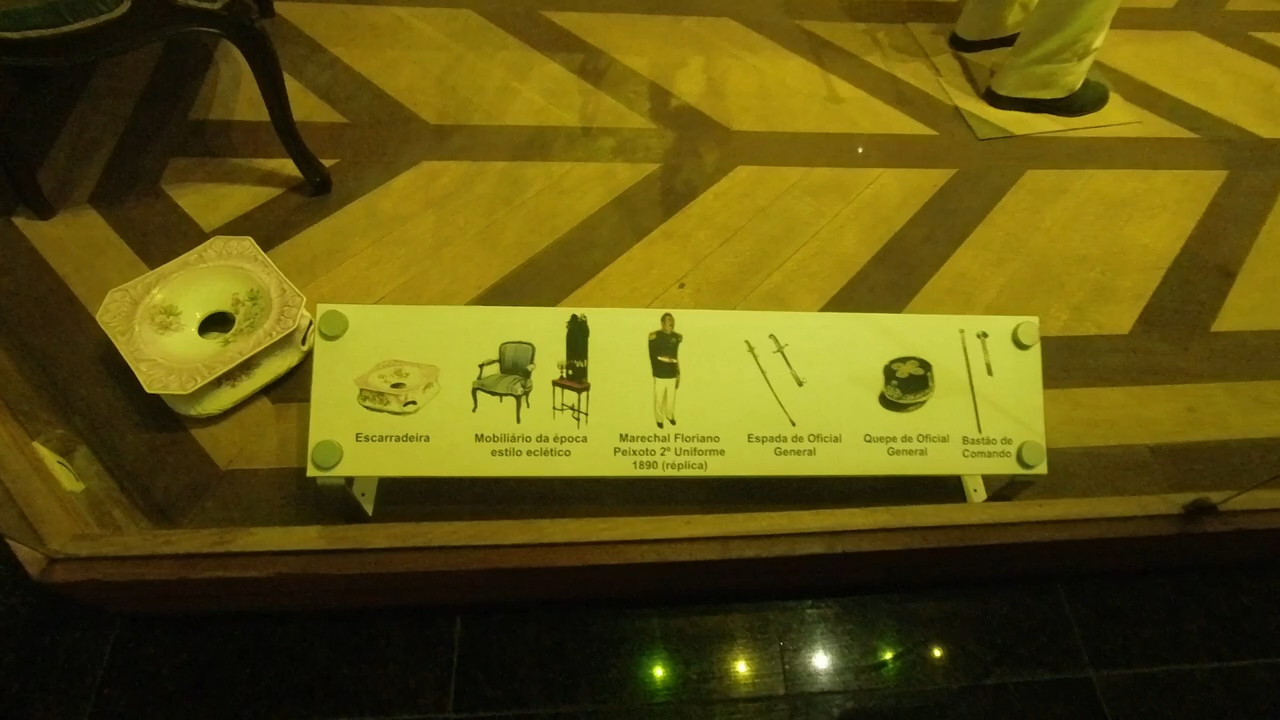 Escarradeira
Mobiliário da época
estilo eclético
Marechal Floriano
Peixoto 2º Uniforme
1890 (réplica)
Espada de Oficial
General
Quepe de Oficial
General
Bastão de
Comando